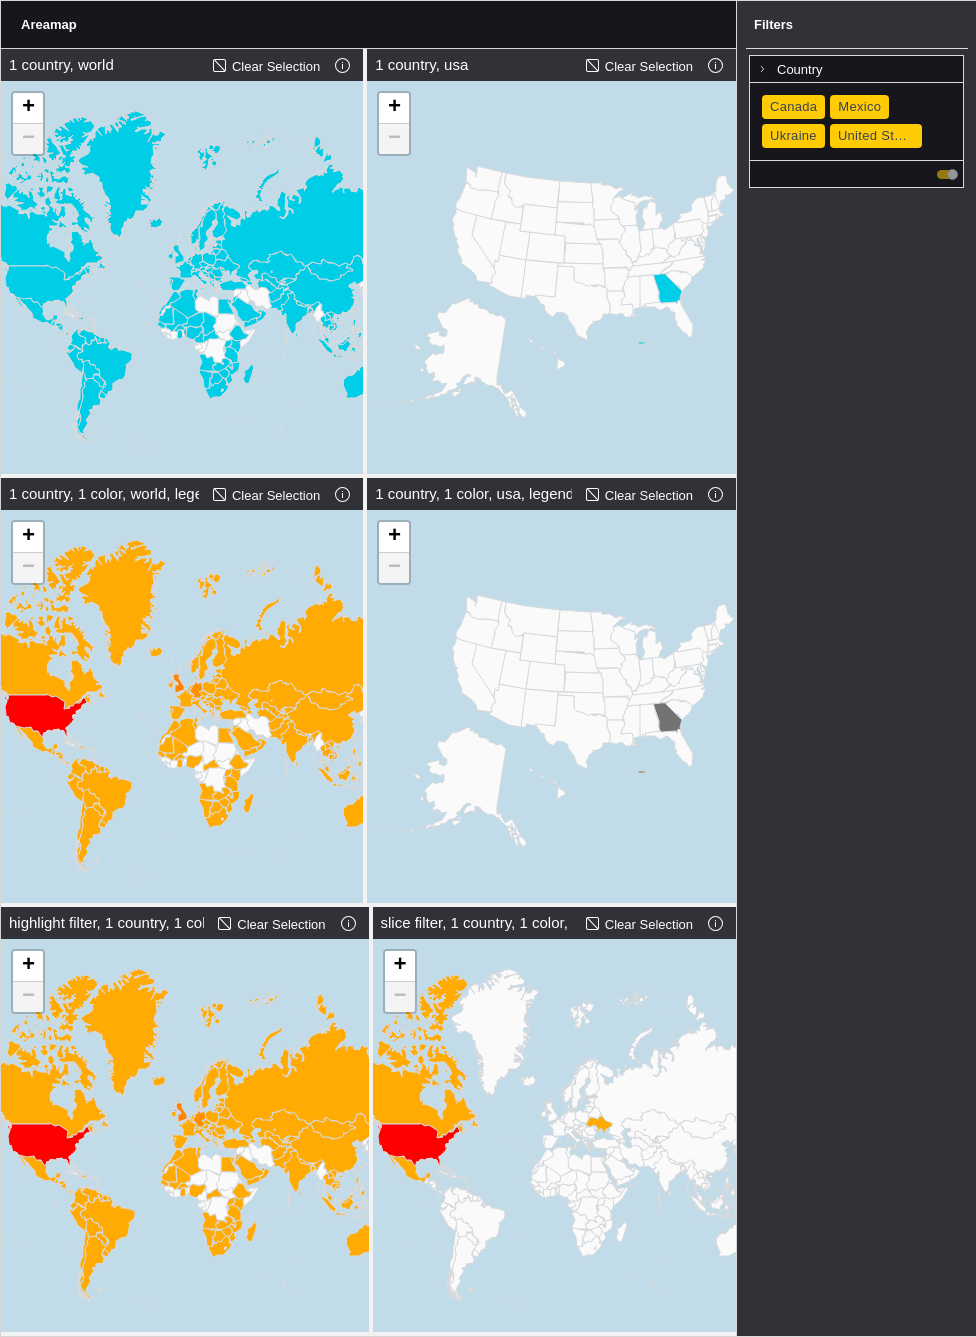 Areamap
Filters
1 country, world
Clear Selection
1 country, usa
Clear Selection
Country
Canada
Mexico
Ukraine
United St...
+
−
+
−
1 country, 1 color, world, lege
Clear Selection
1 country, 1 color, usa, legend
Clear Selection
+
−
+
−
highlight filter, 1 country, 1 col
Clear Selection
slice filter, 1 country, 1 color,
Clear Selection
+
−
+
−